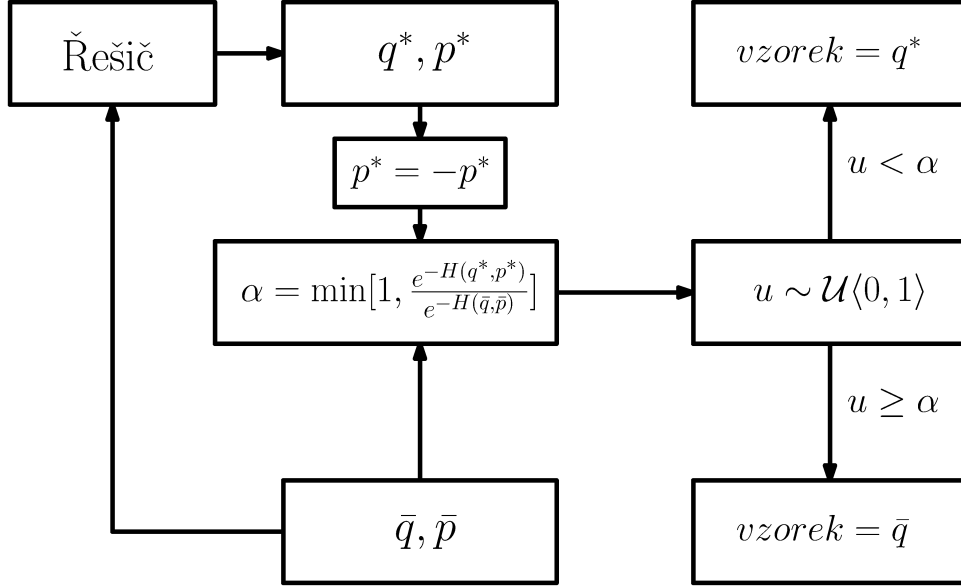 Řešič
q*, p*
vzorek = q*
p* = −p*
u < α
α = min[1, e^{−H(q*,p*)} / e^{−H(q̄,p̄)}]
u ∼ 𝒰⟨0, 1⟩
u ≥ α
q̄, p̄
vzorek = q̄